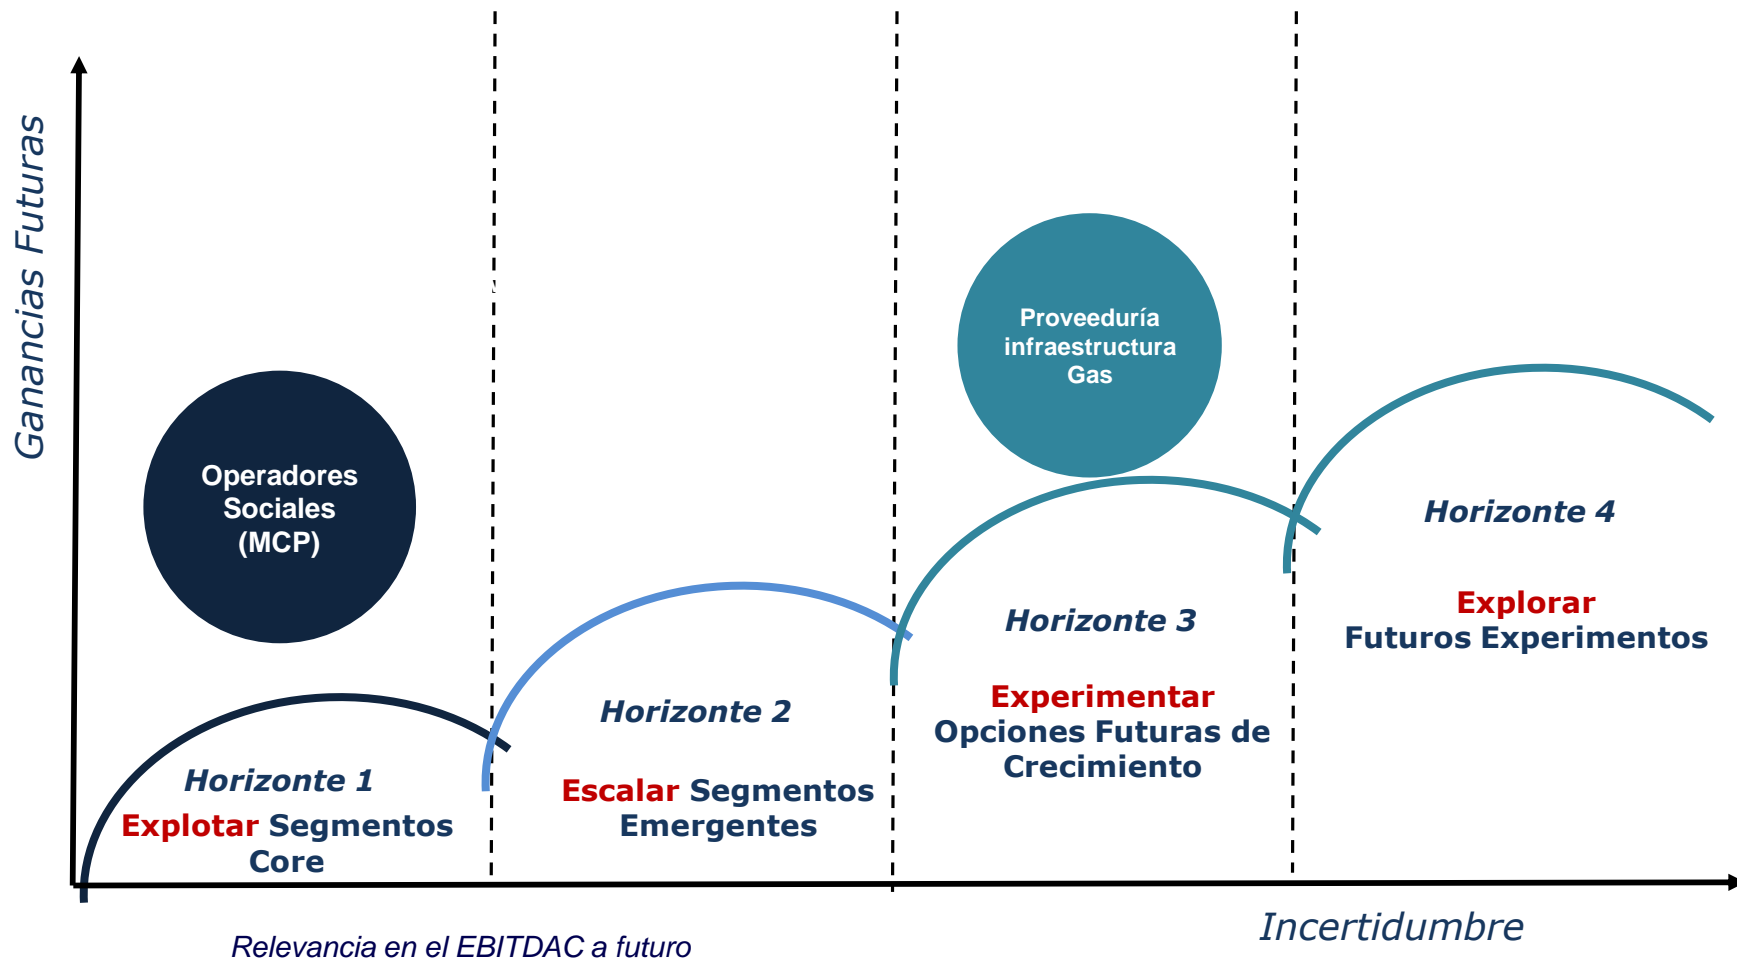 Ganancias Futuras
Operadores
Sociales
(MCP)
Horizonte 1
Explotar Segmentos
Core
Horizonte 2
Escalar Segmentos
Emergentes
Proveeduría
infraestructura
Gas
Horizonte 3
Experimentar
Opciones Futuras de
Crecimiento
Horizonte 4
Explorar
Futuros Experimentos
Incertidumbre
Relevancia en el EBITDAC a futuro